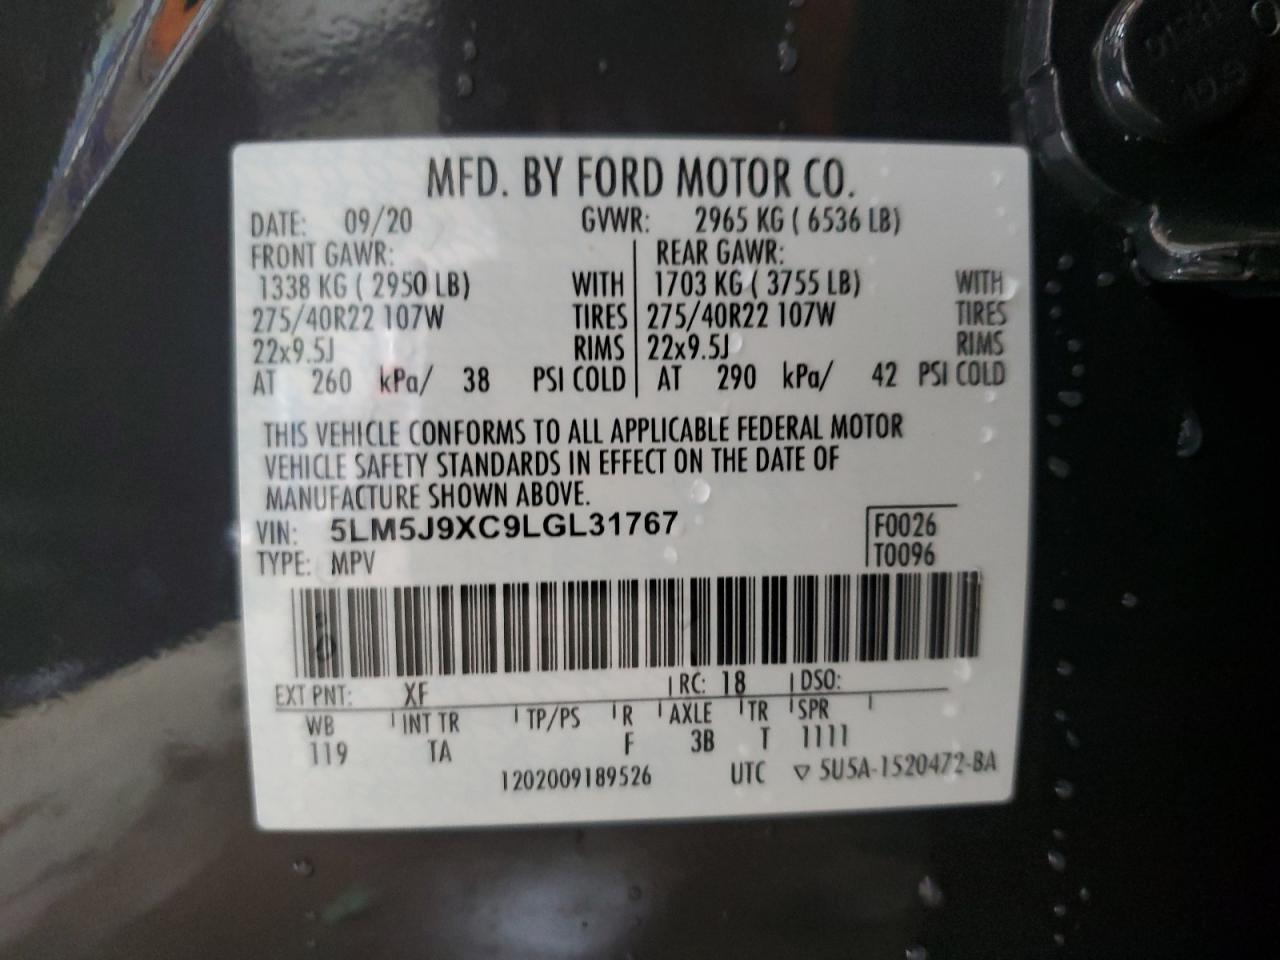 MFD. BY FORD MOTOR CO.
DATE: 09/20 GVWR: 2965 KG ( 6536 LB)
FRONT GAWR: REAR GAWR:
1338 KG ( 2950 LB) WITH 1703 KG ( 3755 LB) WITH
275/40R22 107W TIRES 275/40R22 107W TIRES
22x9.5J RIMS 22x9.5J RIMS
AT 260 kPa/ 38 PSI COLD AT 290 kPa/ 42 PSI COLD
THIS VEHICLE CONFORMS TO ALL APPLICABLE FEDERAL MOTOR
VEHICLE SAFETY STANDARDS IN EFFECT ON THE DATE OF
MANUFACTURE SHOWN ABOVE.
VIN: 5LM5J9XC9LGL31767 F0026
TYPE: MPV T0096
EXT PNT: XF RC: 18 DSO:
WB INT TR TP/PS R AXLE TR SPR
119 TA F 3B T 1111
1202009189526 UTC ▽ 5U5A-1520472-BA